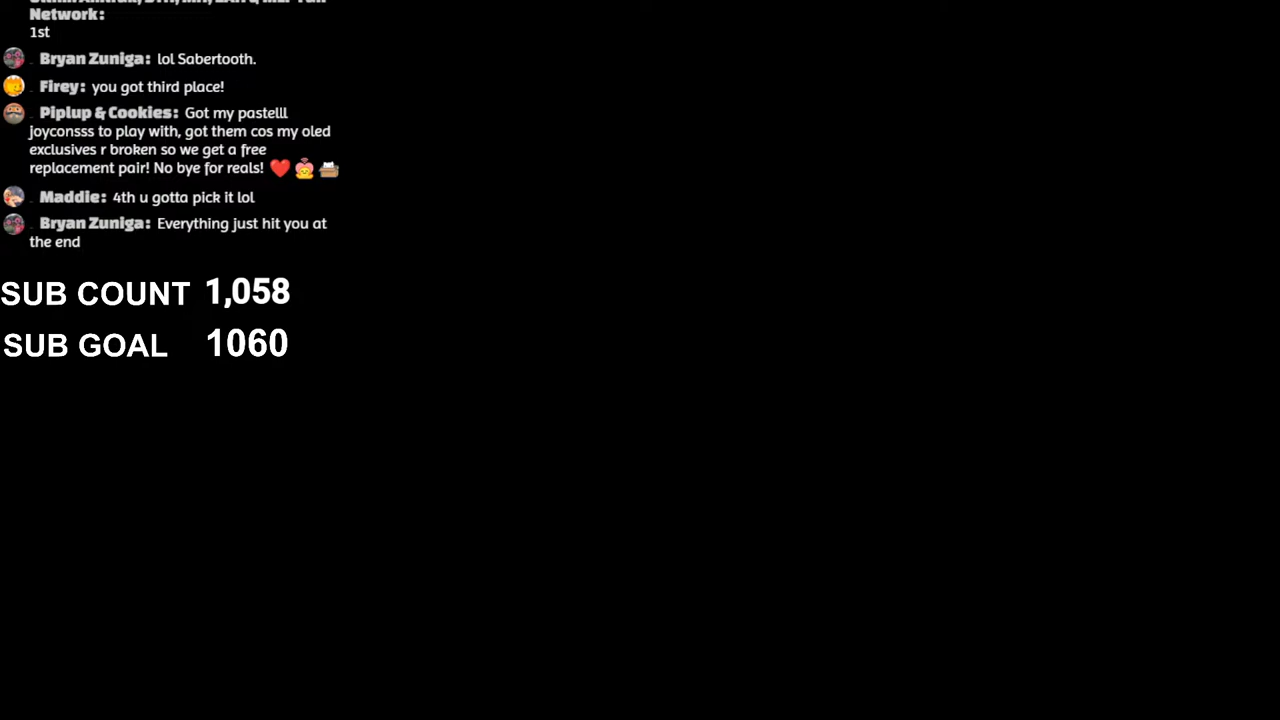 Network:
1st
Bryan Zuniga: lol Sabertooth.
Firey: you got third place!
Piplup & Cookies: Got my pastelll
joyconsss to play with, got them cos my oled
exclusives r broken so we get a free
replacement pair! No bye for reals!
Maddie: 4th u gotta pick it lol
Bryan Zuniga: Everything just hit you at
the end
SUB COUNT 1,058
SUB GOAL 1060